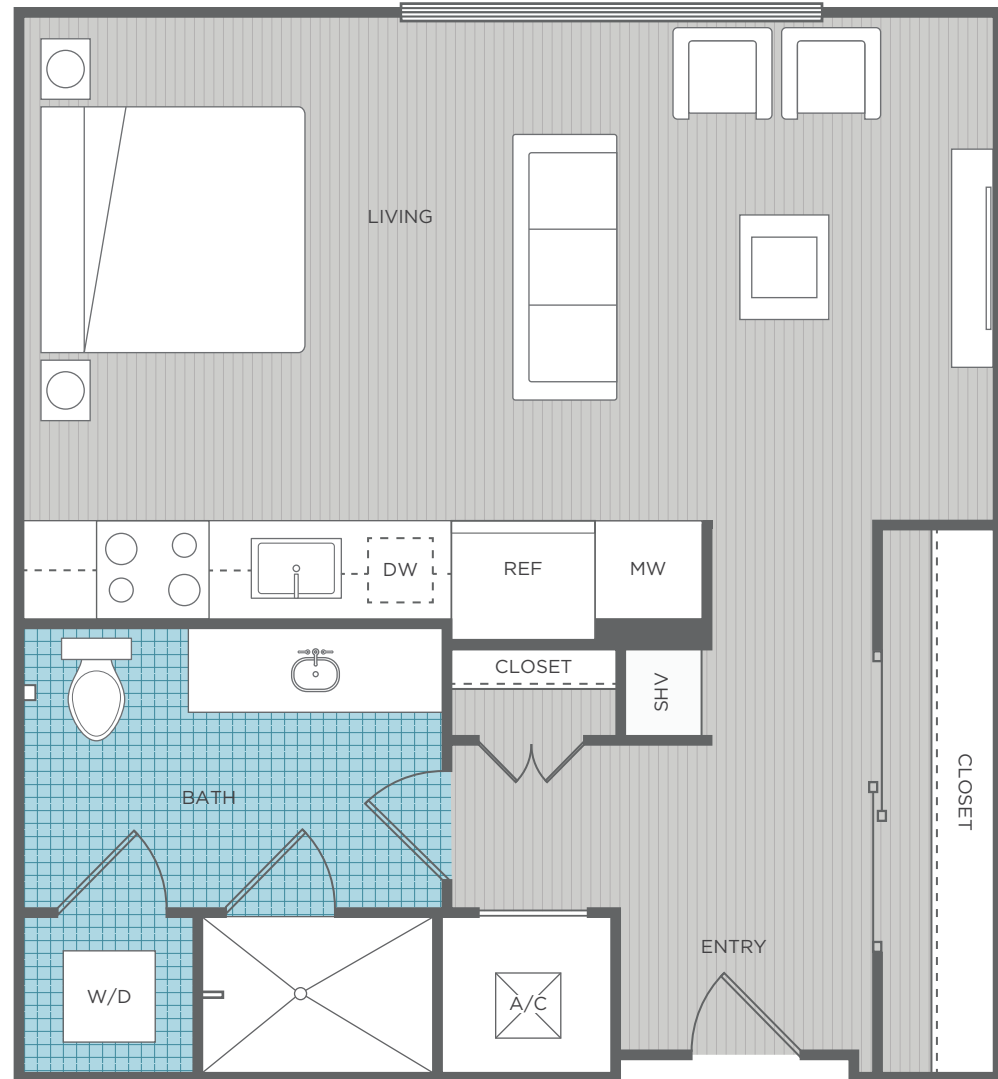 LIVING
DW
REF
MW
CLOSET
SHV
CLOSET
BATH
ENTRY
W/D
A/C